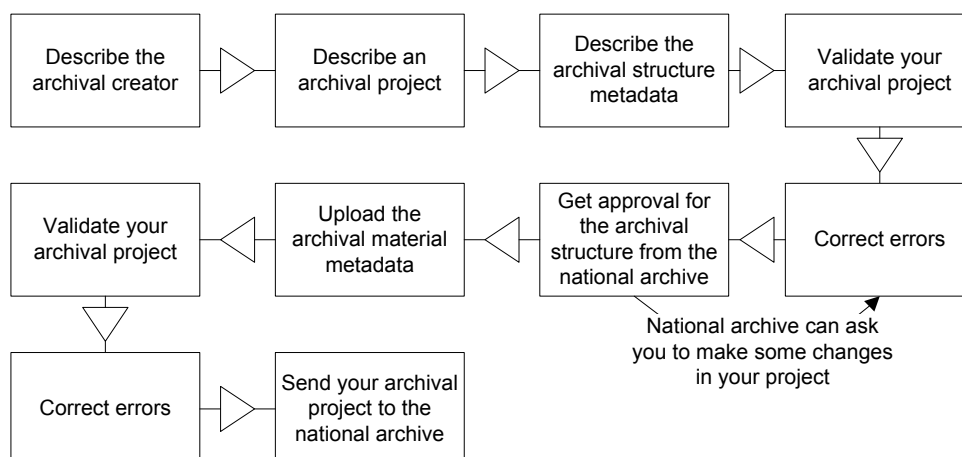 Describe the
archival creator
Describe an
archival project
Describe the
archival structure
metadata
Validate your
archival project
Correct errors
Get approval for
the archival
structure from the
national archive
National archive can ask
you to make some changes
in your project
Upload the
archival material
metadata
Validate your
archival project
Correct errors
Send your archival
project to the
national archive